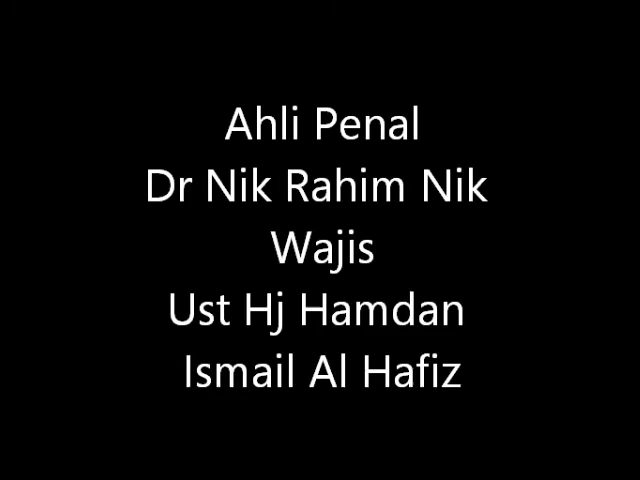 Ahli Penal
Dr Nik Rahim Nik
Wajis
Ust Hj Hamdan
Ismail Al Hafiz